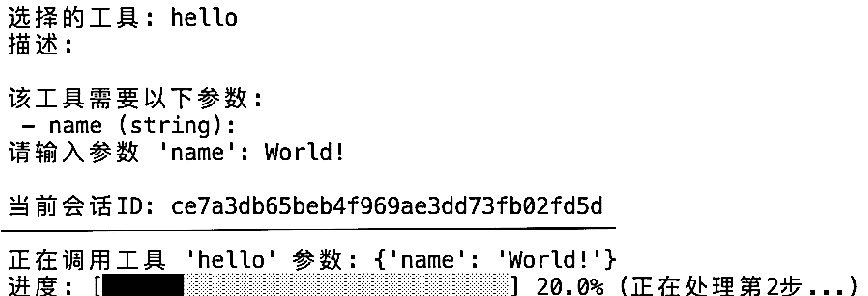 选择的工具: hello
描述:
该工具需要以下参数:
– name (string):
请输入参数 'name': World!
当前会话ID: ce7a3db65beb4f969ae3dd73fb02fd5d
正在调用工具 'hello' 参数: {'name': 'World!'}
进度: [████░░░░░░░░░░░░░░░░] 20.0% (正在处理第2步...)